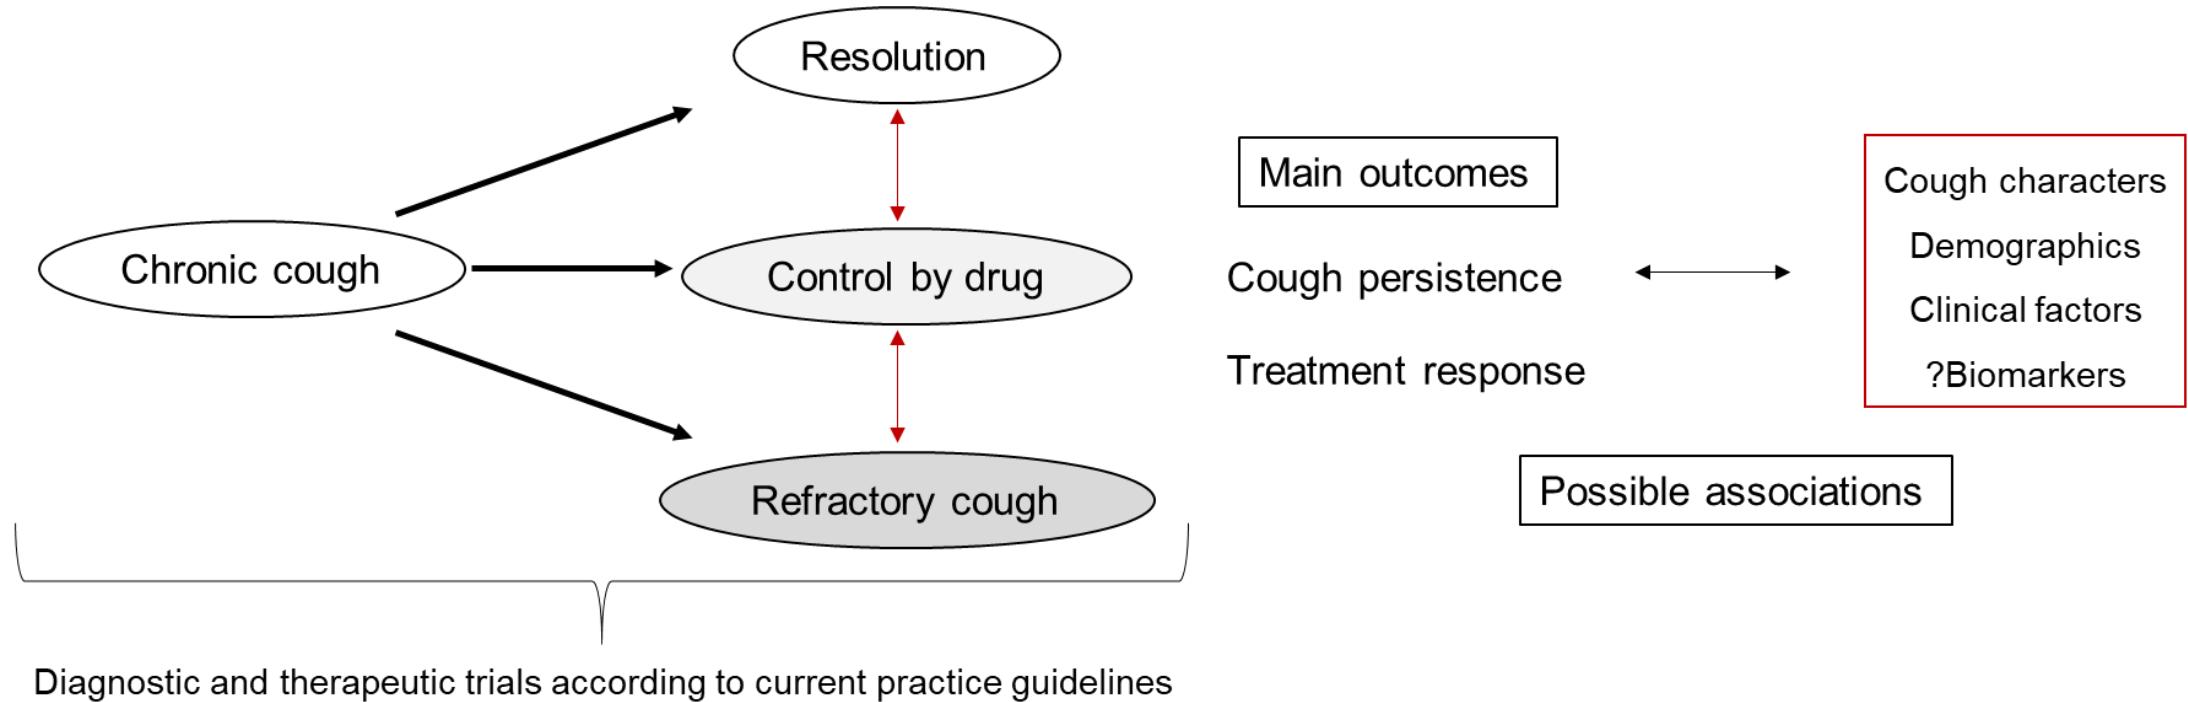 Resolution
Chronic cough
Control by drug
Refractory cough
Diagnostic and therapeutic trials according to current practice guidelines
Main outcomes
Cough persistence
Treatment response
Cough characters
Demographics
Clinical factors
?Biomarkers
Possible associations